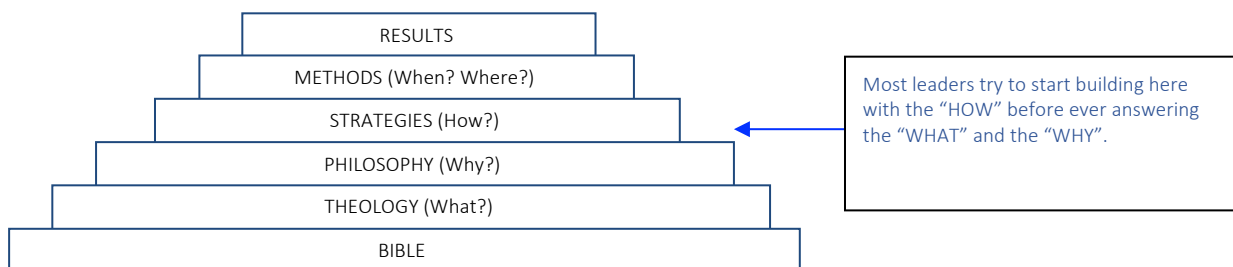 RESULTS
METHODS (When? Where?)
STRATEGIES (How?)
PHILOSOPHY (Why?)
THEOLOGY (What?)
BIBLE
Most leaders try to start building here
with the “HOW” before ever answering
the “WHAT” and the “WHY”.